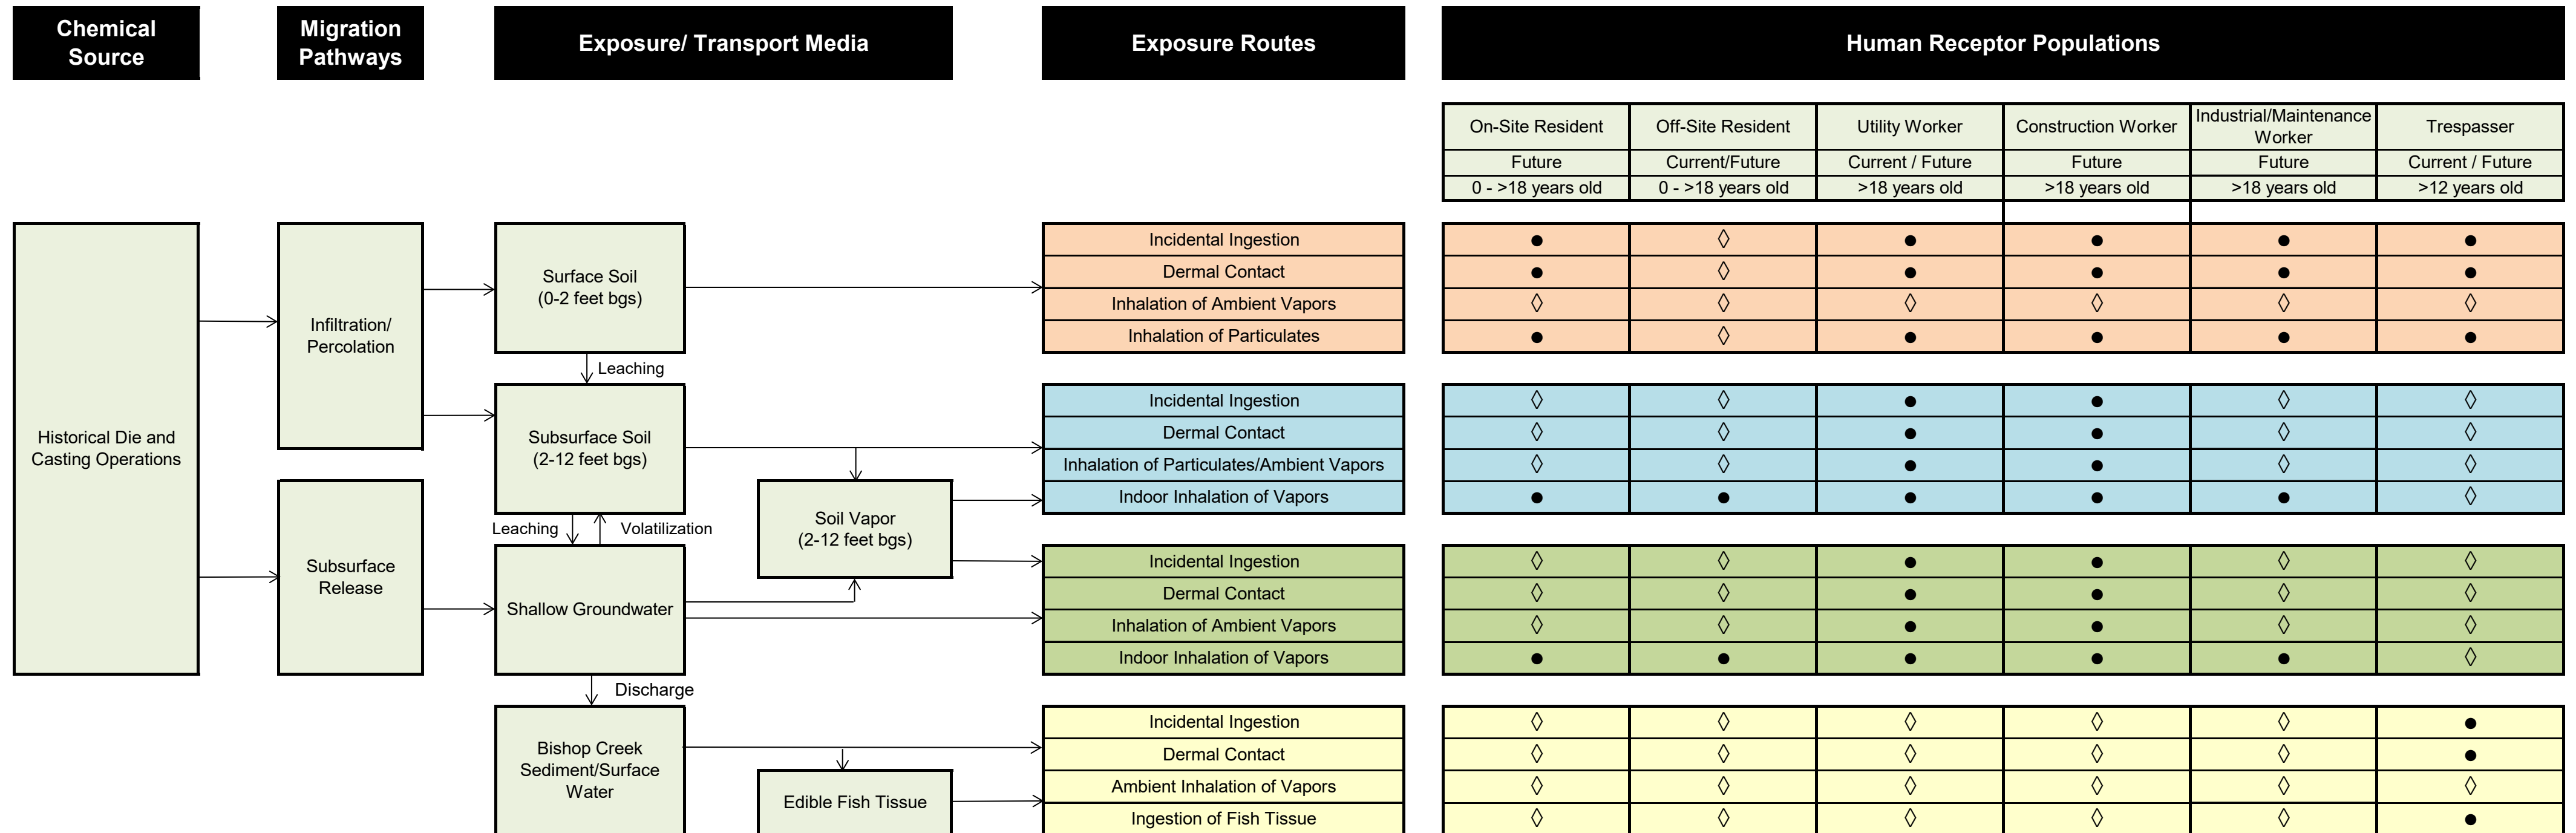 Chemical
Source
Migration
Pathways
Exposure/ Transport Media
Exposure Routes
Human Receptor Populations
On-Site Resident
Off-Site Resident
Utility Worker
Construction Worker
Industrial/Maintenance
Worker
Trespasser
Future
Current/Future
Current / Future
Future
Future
Current / Future
0 - >18 years old
0 - >18 years old
>18 years old
>18 years old
>18 years old
>12 years old
Historical Die and
Casting Operations
Infiltration/
Percolation
Subsurface
Release
Surface Soil
(0-2 feet bgs)
Leaching
Subsurface Soil
(2-12 feet bgs)
Leaching
Volatilization
Soil Vapor
(2-12 feet bgs)
Shallow Groundwater
Discharge
Bishop Creek
Sediment/Surface
Water
Edible Fish Tissue
Incidental Ingestion
● ◊ ● ● ● ●
Dermal Contact
● ◊ ● ● ● ●
Inhalation of Ambient Vapors
◊ ◊ ◊ ◊ ◊ ◊
Inhalation of Particulates
● ◊ ● ● ● ●
Incidental Ingestion
◊ ◊ ● ● ◊ ◊
Dermal Contact
◊ ◊ ● ● ◊ ◊
Inhalation of Particulates/Ambient Vapors
◊ ◊ ● ● ◊ ◊
Indoor Inhalation of Vapors
● ● ● ● ● ◊
Incidental Ingestion
◊ ◊ ● ● ◊ ◊
Dermal Contact
◊ ◊ ● ● ◊ ◊
Inhalation of Ambient Vapors
◊ ◊ ● ● ◊ ◊
Indoor Inhalation of Vapors
● ● ● ● ● ◊
Incidental Ingestion
◊ ◊ ◊ ◊ ◊ ●
Dermal Contact
◊ ◊ ◊ ◊ ◊ ●
Ambient Inhalation of Vapors
◊ ◊ ◊ ◊ ◊ ◊
Ingestion of Fish Tissue
◊ ◊ ◊ ◊ ◊ ●